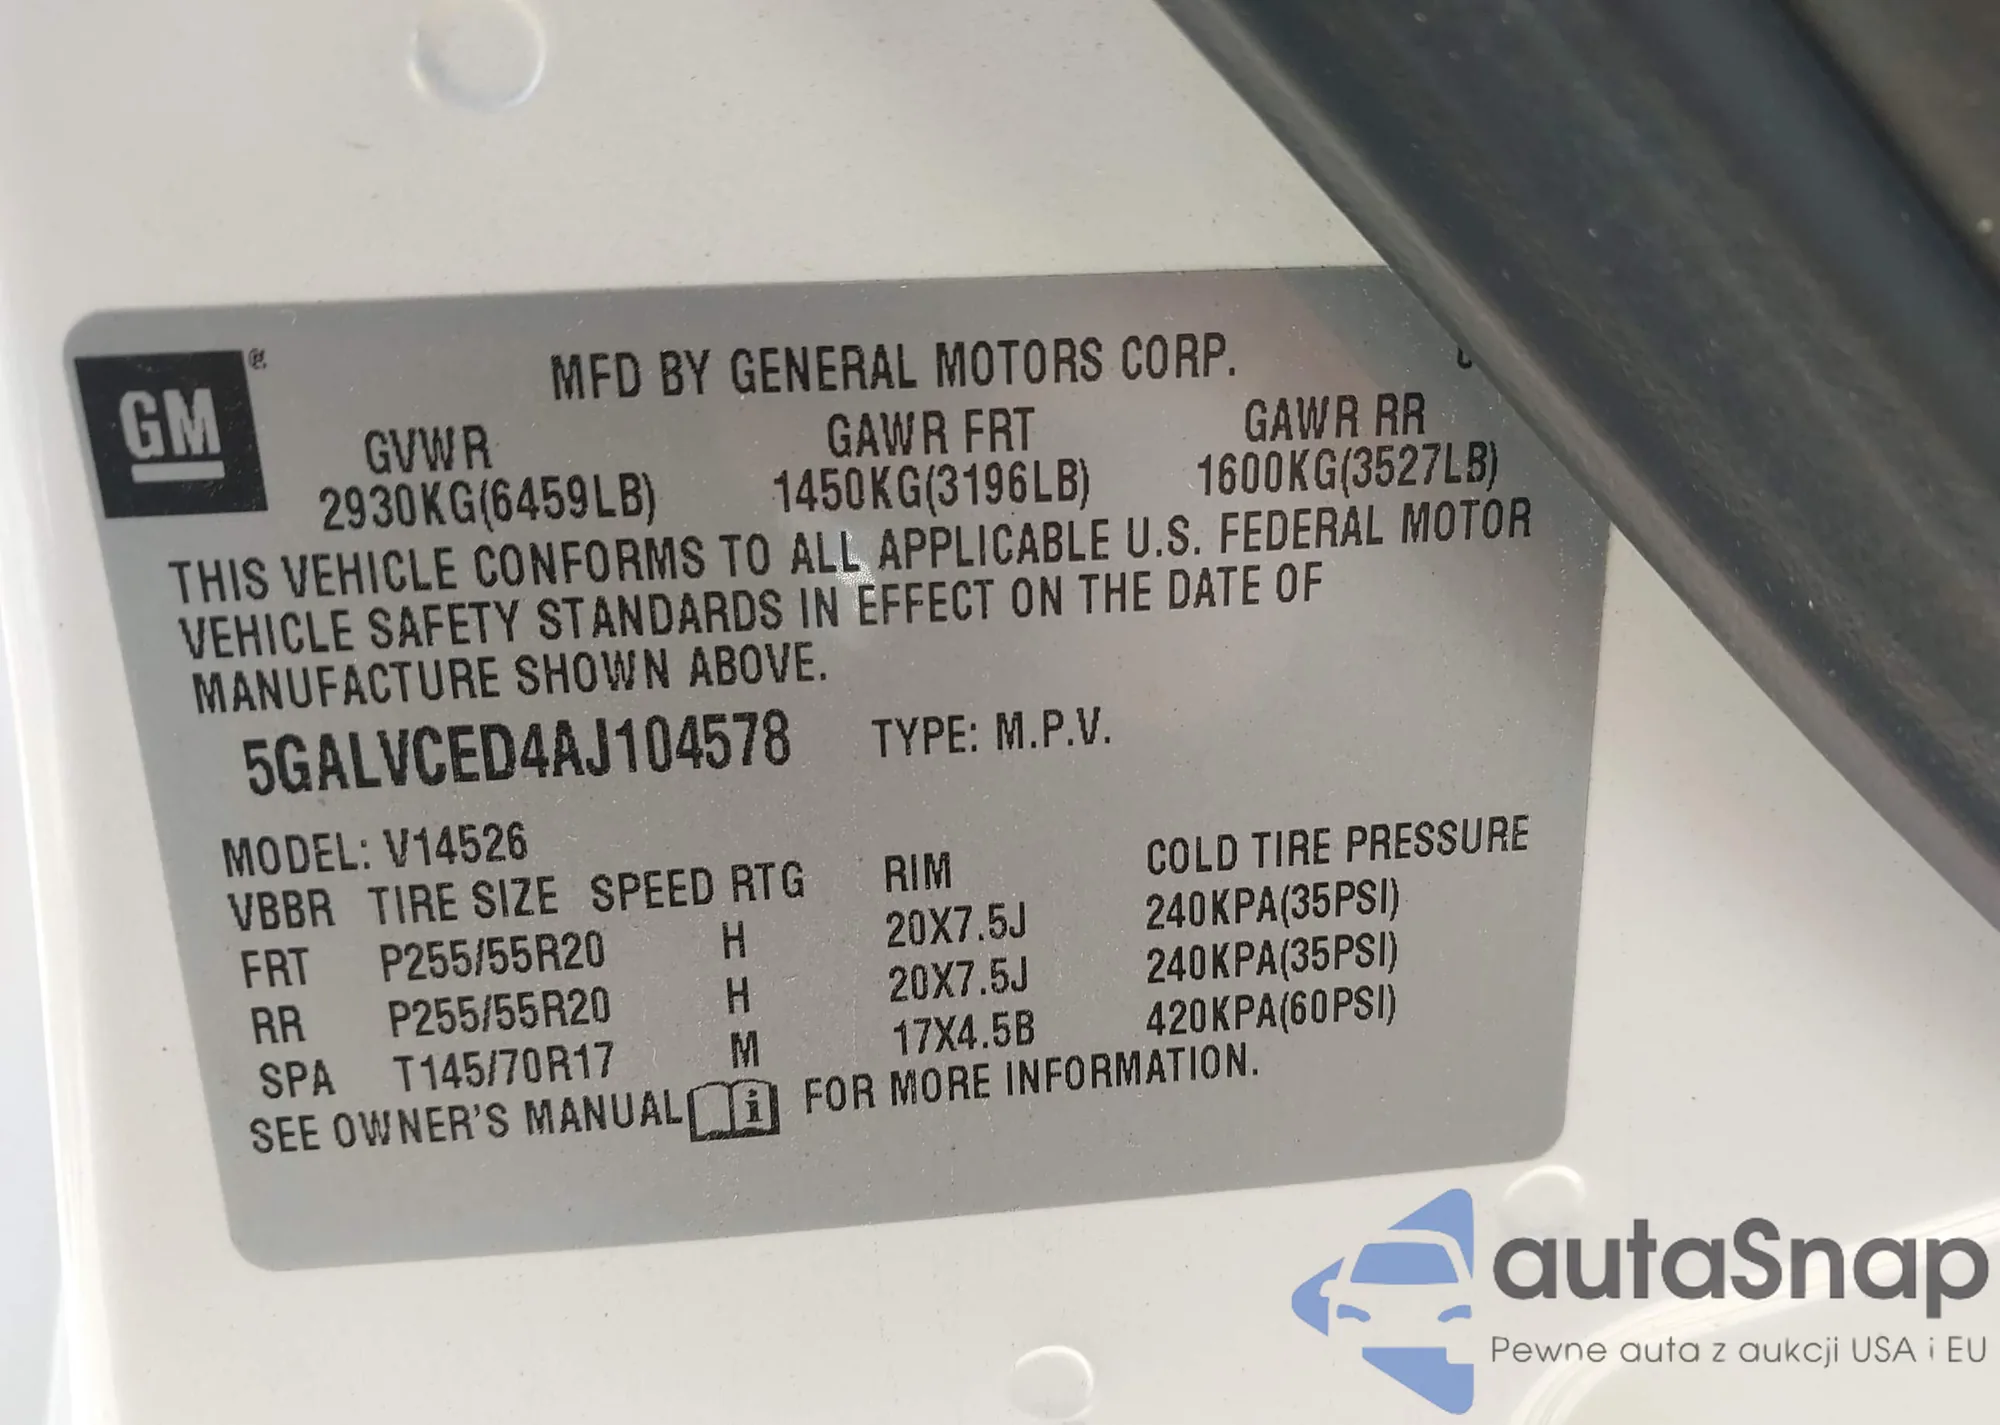 GM®
MFD BY GENERAL MOTORS CORP.
GVWR GAWR FRT GAWR RR
2930KG(6459LB) 1450KG(3196LB) 1600KG(3527LB)
THIS VEHICLE CONFORMS TO ALL APPLICABLE U.S. FEDERAL MOTOR
VEHICLE SAFETY STANDARDS IN EFFECT ON THE DATE OF
MANUFACTURE SHOWN ABOVE.
5GALVCED4AJ104578 TYPE: M.P.V.
MODEL: V14526
VBBR TIRE SIZE SPEED RTG RIM COLD TIRE PRESSURE
FRT P255/55R20 H 20X7.5J 240KPA(35PSI)
RR P255/55R20 H 20X7.5J 240KPA(35PSI)
SPA T145/70R17 M 17X4.5B 420KPA(60PSI)
SEE OWNER'S MANUAL i FOR MORE INFORMATION.
autaSnap
Pewne auta z aukcji USA i EU